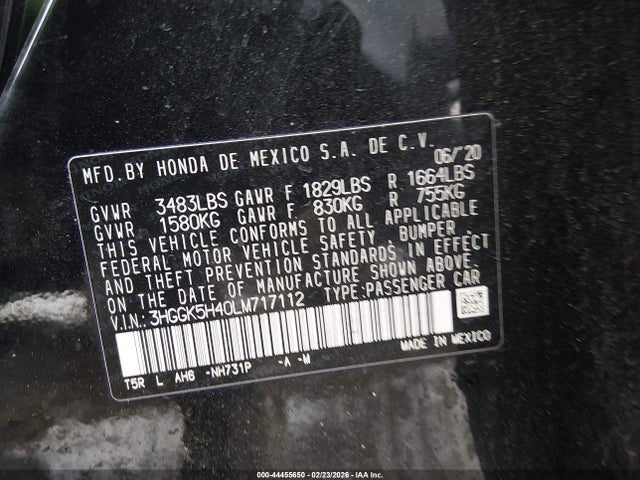 MFD.BY HONDA DE MEXICO S.A. DE C.V. 06/'20
GVWR 3483LBS GAWR F 1829LBS R 1664LBS
GVWR 1580KG GAWR F 830KG R 755KG
THIS VEHICLE CONFORMS TO ALL APPLICABLE
FEDERAL MOTOR VEHICLE SAFETY, BUMPER,
AND THEFT PREVENTION STANDARDS IN EFFECT
ON THE DATE OF MANUFACTURE SHOWN ABOVE.
V.I.N.: 3HGGK5H40LM717112 TYPE:PASSENGER CAR
T5R L AH6 -NH731P -A -M MADE IN MEXICO
000-44455650 - 02/23/2026 - IAA Inc.